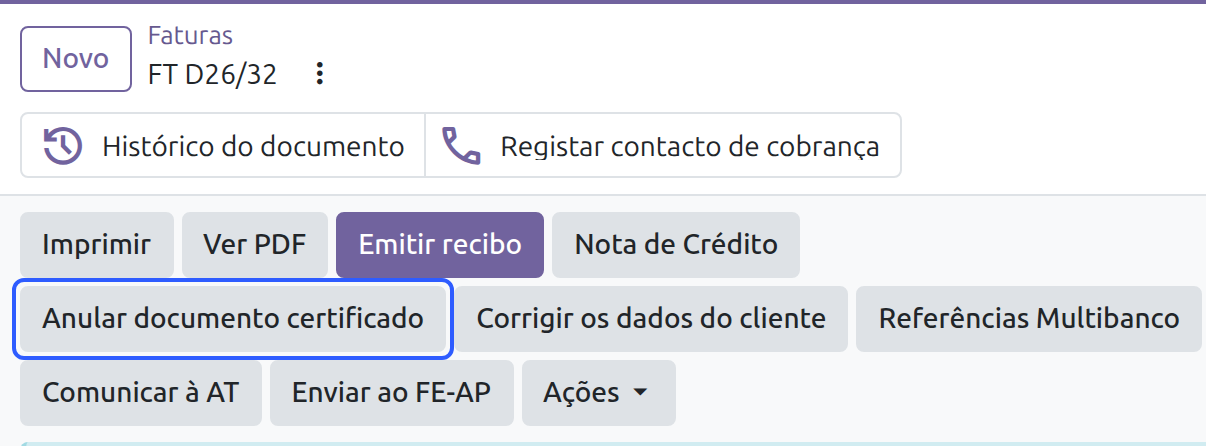 Novo
Faturas
FT D26/32
Histórico do documento
Registar contacto de cobrança
Imprimir
Ver PDF
Emitir recibo
Nota de Crédito
Anular documento certificado
Corrigir os dados do cliente
Referências Multibanco
Comunicar à AT
Enviar ao FE-AP
Ações